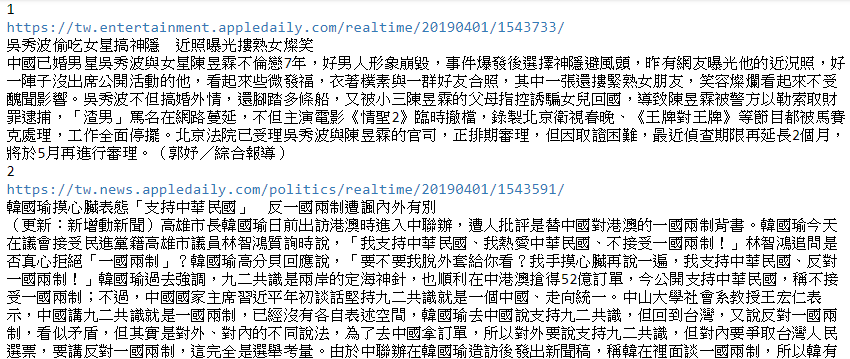 1
https://tw.entertainment.appledaily.com/realtime/20190401/1543733/
吳秀波偷吃女星搞神隱　近照曝光摟熟女燦笑
中國已婚男星吳秀波與女星陳昱霖不倫戀7年，好男人形象崩毀，事件爆發後選擇神隱避風頭，昨有網友曝光他的近況照，好
一陣子沒出席公開活動的他，看起來些微發福，衣著樸素與一群好友合照，其中一張還摟緊熟女朋友，笑容燦爛看起來不受
醜聞影響。吳秀波不但搞婚外情，還腳踏多條船，又被小三陳昱霖的父母指控誘騙女兒回國，導致陳昱霖被警方以勒索取財
罪逮捕，「渣男」罵名在網路蔓延，不但主演電影《情聖2》臨時撤檔，錄製北京衛視春晚、《王牌對王牌》等節目都被馬賽
克處理，工作全面停擺。北京法院已受理吳秀波與陳昱霖的官司，正排期審理，但因取證困難，最近偵查期限再延長2個月，
將於5月再進行審理。（郭妤／綜合報導）
2
https://tw.news.appledaily.com/politics/realtime/20190401/1543591/
韓國瑜摸心臟表態「支持中華民國」　反一國兩制遭諷內外有別
（更新：新增動新聞）高雄市長韓國瑜日前出訪港澳時進入中聯辦，遭人批評是替中國對港澳的一國兩制背書。韓國瑜今天
在議會接受民進黨籍高雄市議員林智鴻質詢時說，「我支持中華民國、我熱愛中華民國、不接受一國兩制！」林智鴻追問是
否真心拒絕「一國兩制」？韓國瑜高分貝回應說，「要不要我脫外套給你看？我手摸心臟再說一遍，我支持中華民國、反對
一國兩制！」韓國瑜過去強調，九二共識是兩岸的定海神針，也順利在中港澳搶得52億訂單，今公開支持中華民國，稱不接
受一國兩制；不過，中國國家主席習近平年初談話堅持九二共識就是一個中國、走向統一。中山大學社會系教授王宏仁表
示，中國講九二共識就是一國兩制，已經沒有各自表述空間，韓國瑜去中國說支持九二共識，但回到台灣，又說反對一國兩
制，看似矛盾，但其實是對外、對內的不同說法，為了去中國拿訂單，所以對外要說支持九二共識，但對內要爭取台灣人民
選票，要講反對一國兩制，這完全是選舉考量。由於中聯辦在韓國瑜造訪後發出新聞稿，稱韓在裡面談一國兩制，所以韓有